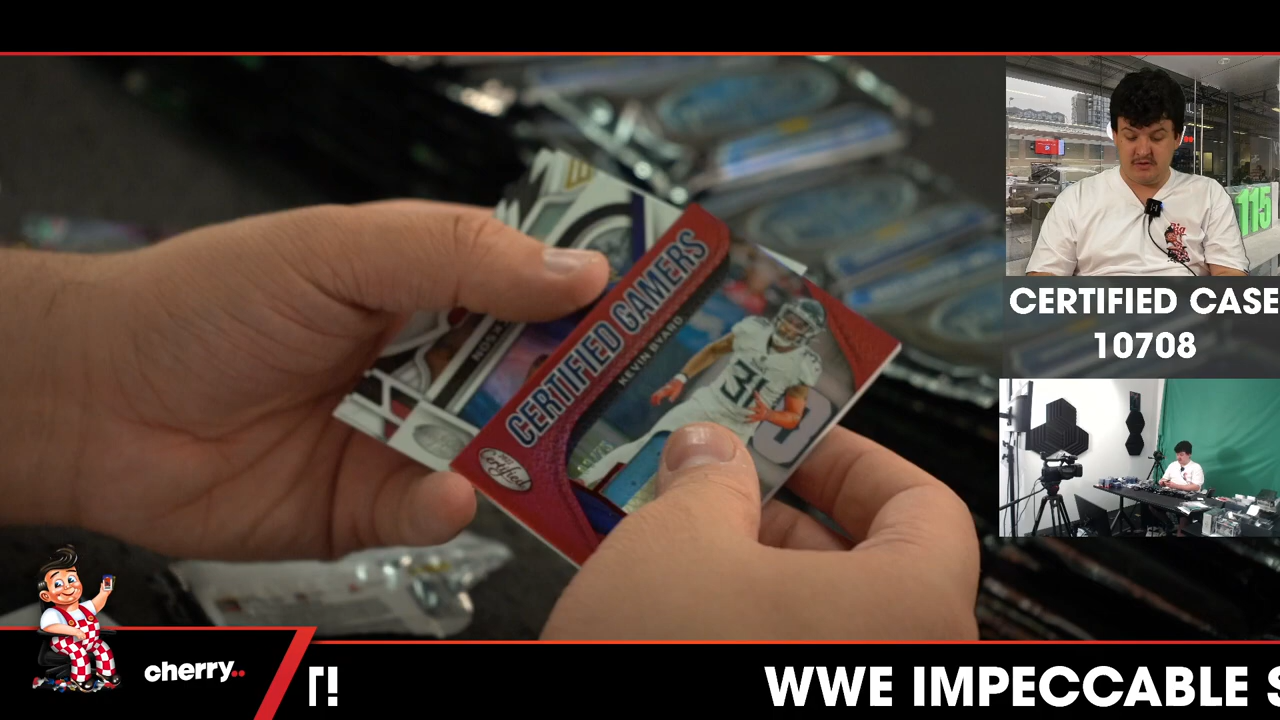 CERTIFIED GAMERS
KEVIN BYARD
Certified
115
CERTIFIED CASE
10708
cherry..
T!
WWE IMPECCABLE S